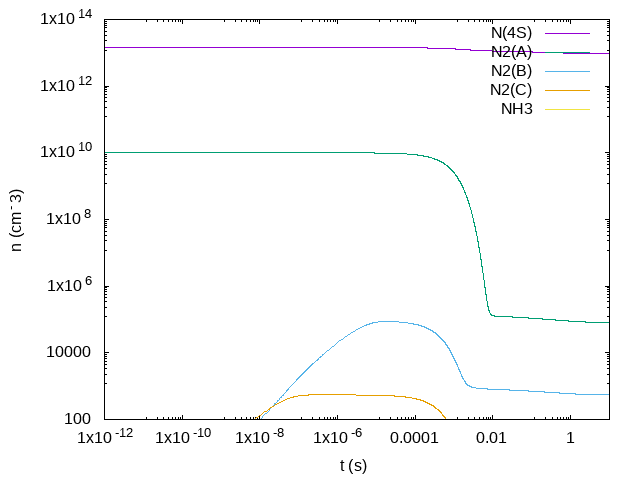 1x10^14
1x10^12
1x10^10
1x10^8
1x10^6
10000
100
n (cm^-3)
N(4S)
N2(A)
N2(B)
N2(C)
NH3
1x10^-12
1x10^-10
1x10^-8
1x10^-6
0.0001
0.01
1
t (s)